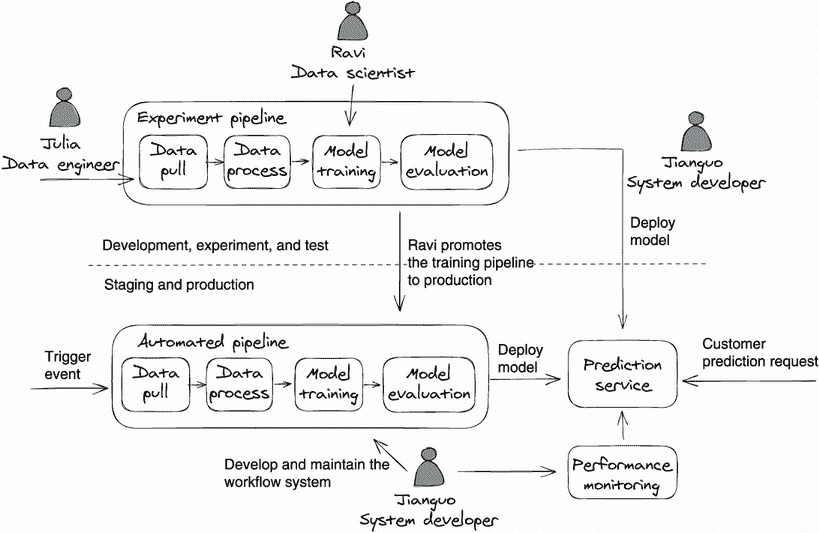 Ravi
Data scientist
Julia
Data engineer
Experiment pipeline
Data
pull
Data
process
Model
training
Model
evaluation
Jianguo
System developer
Deploy
model
Development, experiment, and test
Ravi promotes
the training pipeline
to production
Staging and production
Trigger
event
Automated pipeline
Data
pull
Data
process
Model
training
Model
evaluation
Deploy
model
Prediction
service
Customer
prediction request
Develop and maintain the
workflow system
Jianguo
System developer
Performance
monitoring